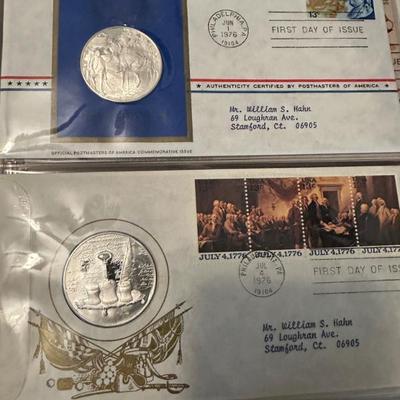 13c
PHILADELPHIA, PA
JUN
1
1976
19104
FIRST DAY OF ISSUE
AUTHENTICITY CERTIFIED BY POSTMASTERS OF AMERICA
Mr. William S. Hahn
69 Loughran Ave.
Stamford, Ct. 06905
OFFICIAL POSTMASTERS OF AMERICA COMMEMORATIVE ISSUE
JULY 4,1776 JULY 4,1776 JULY 4,1776 JULY 4,1776
JUL
4
1976
19104
FIRST DAY OF ISSUE
Mr. William S. Hahn
69 Loughran Ave.
Stamford, Ct. 06905